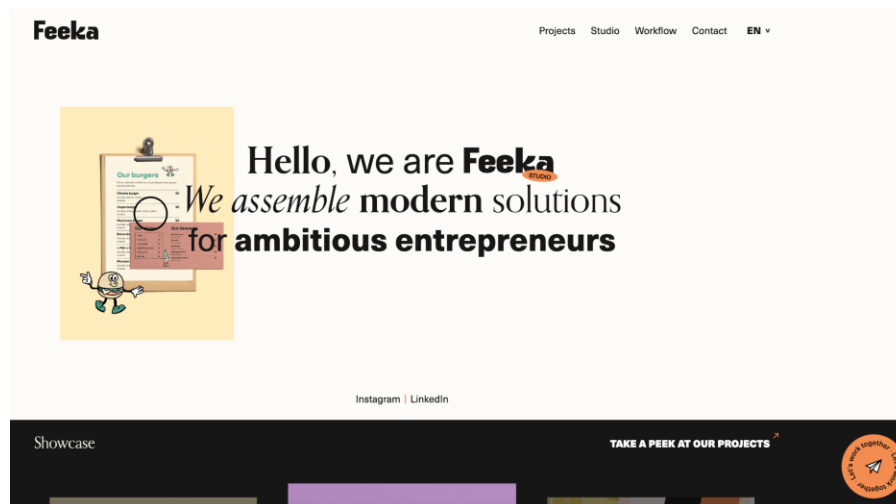 Feeka
Projects Studio Workflow Contact EN
Our burgers
Hello, we are Feeka
STUDIO
We assemble modern solutions
for ambitious entrepreneurs
Instagram | LinkedIn
Showcase
TAKE A PEEK AT OUR PROJECTS
Let's work together